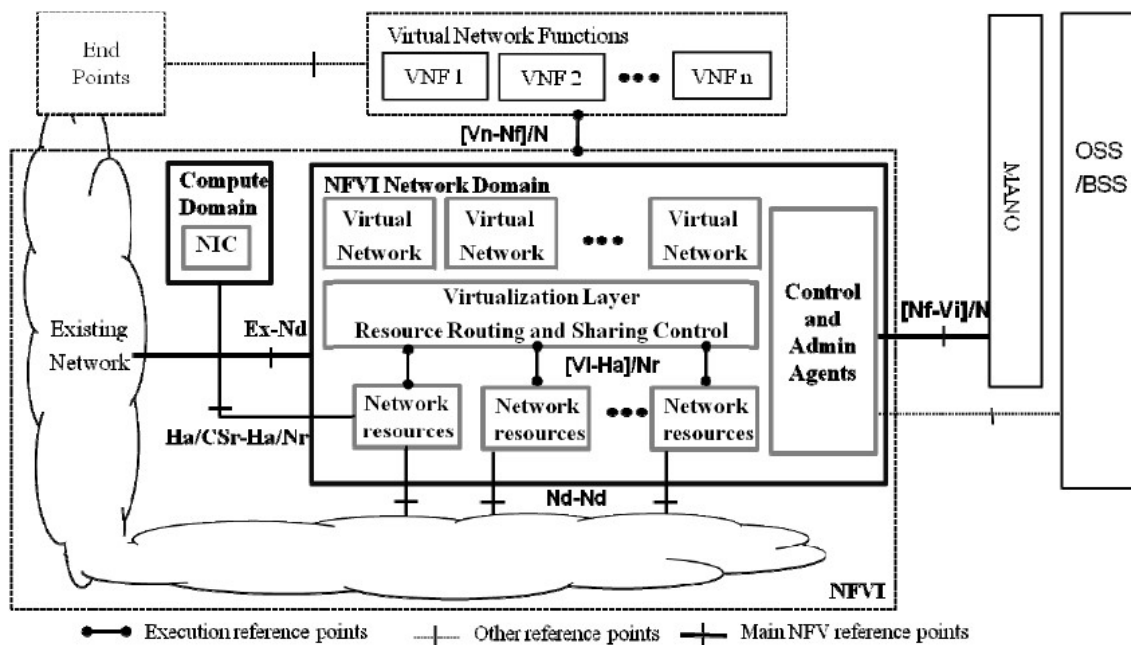 End
Points
Virtual Network Functions
VNF 1
VNF 2
VNF n
[Vn-Nf]/N
MANO
OSS
/BSS
Compute
Domain
NIC
NFVI Network Domain
Virtual
Network
Virtual
Network
Virtual
Network
Control
and
Admin
Agents
Virtualization Layer
Resource Routing and Sharing Control
[Nf-Vi]/N
Existing
Network
Ex-Nd
[Vl-Ha]/Nr
Network
resources
Network
resources
Network
resources
Ha/CSr-Ha/Nr
Nd-Nd
NFVI
Execution reference points
Other reference points
Main NFV reference points